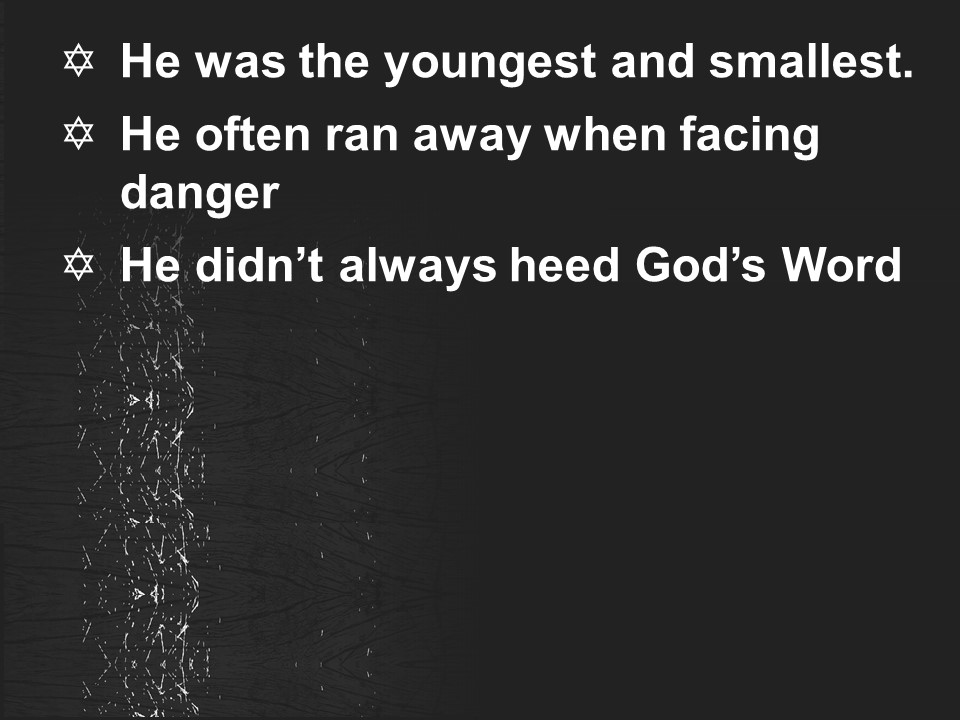 ✡ He was the youngest and smallest.
✡ He often ran away when facing
danger
✡ He didn’t always heed God’s Word